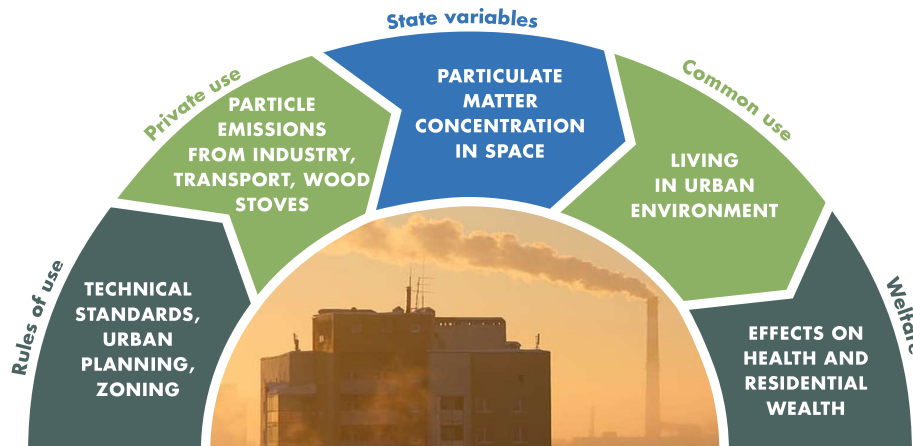 State variables
Private use
Common use
Rules of use
Welfare
PARTICULATE
MATTER
CONCENTRATION
IN SPACE
PARTICLE
EMISSIONS
FROM INDUSTRY,
TRANSPORT, WOOD
STOVES
LIVING
IN URBAN
ENVIRONMENT
TECHNICAL
STANDARDS,
URBAN
PLANNING,
ZONING
EFFECTS ON
HEALTH AND
RESIDENTIAL
WEALTH